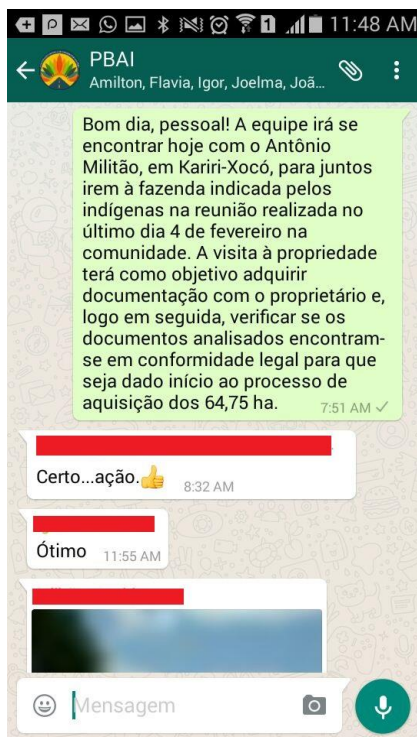 11:48 AM
PBAI
Amilton, Flavia, Igor, Joelma, Joã...
Bom dia, pessoal! A equipe irá se
encontrar hoje com o Antônio
Militão, em Kariri-Xocó, para juntos
irem à fazenda indicada pelos
indígenas na reunião realizada no
último dia 4 de fevereiro na
comunidade. A visita à propriedade
terá como objetivo adquirir
documentação com o proprietário e,
logo em seguida, verificar se os
documentos analisados encontram-
se em conformidade legal para que
seja dado início ao processo de
aquisição dos 64,75 ha.
7:51 AM
Certo...ação.👍
8:32 AM
Ótimo
11:55 AM
Mensagem